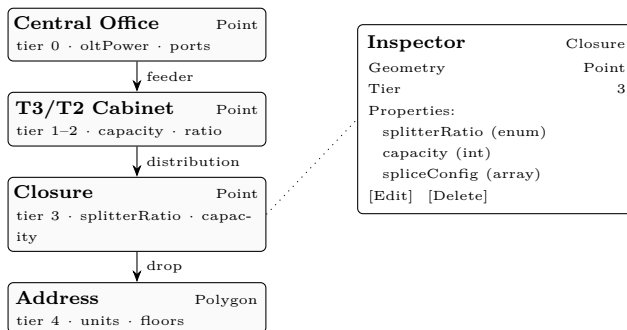 Central Office Point
tier 0 · oltPower · ports
feeder
T3/T2 Cabinet Point
tier 1–2 · capacity · ratio
distribution
Closure Point
tier 3 · splitterRatio · capac-
ity
drop
Address Polygon
tier 4 · units · floors
Inspector Closure
Geometry Point
Tier 3
Properties:
splitterRatio (enum)
capacity (int)
spliceConfig (array)
[Edit] [Delete]